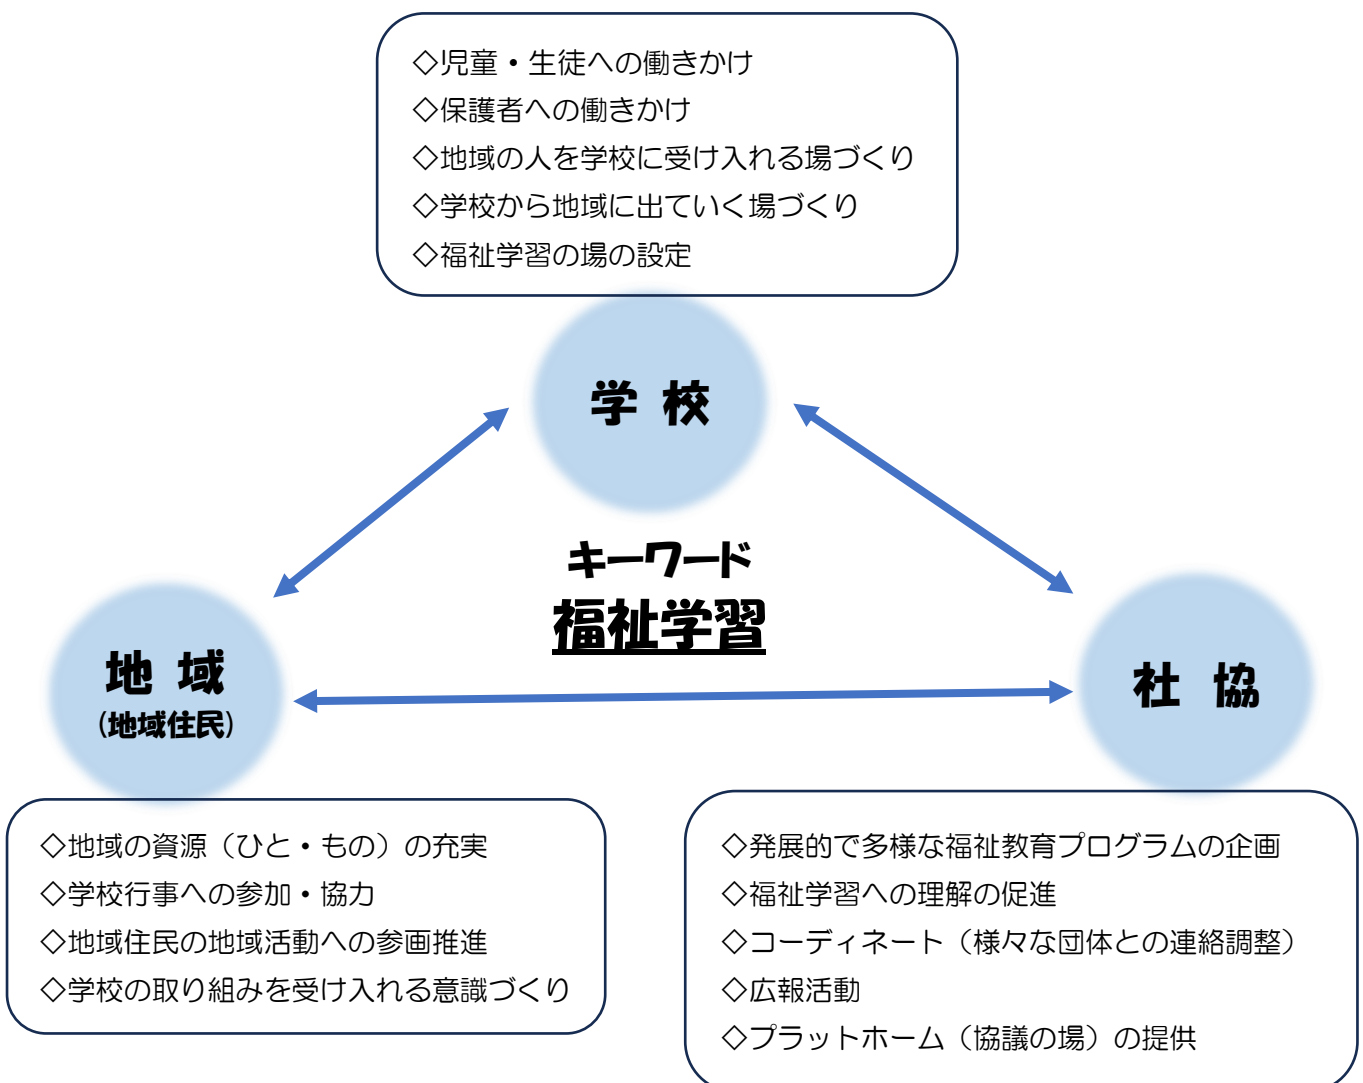 ◇児童・生徒への働きかけ
◇保護者への働きかけ
◇地域の人を学校に受け入れる場づくり
◇学校から地域に出ていく場づくり
◇福祉学習の場の設定
学 校
キーワード
福祉学習
地 域
(地域住民)
社 協
◇地域の資源（ひと・もの）の充実
◇学校行事への参加・協力
◇地域住民の地域活動への参画推進
◇学校の取り組みを受け入れる意識づくり
◇発展的で多様な福祉教育プログラムの企画
◇福祉学習への理解の促進
◇コーディネート（様々な団体との連絡調整）
◇広報活動
◇プラットホーム（協議の場）の提供